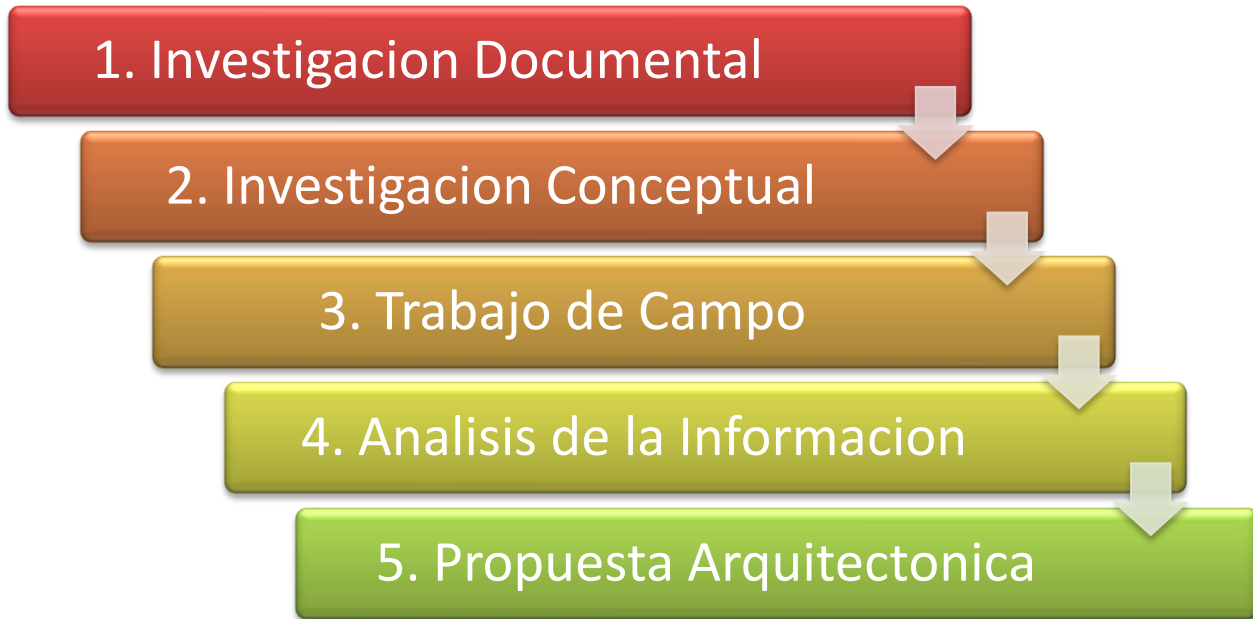 1. Investigacion Documental
2. Investigacion Conceptual
3. Trabajo de Campo
4. Analisis de la Informacion
5. Propuesta Arquitectonica